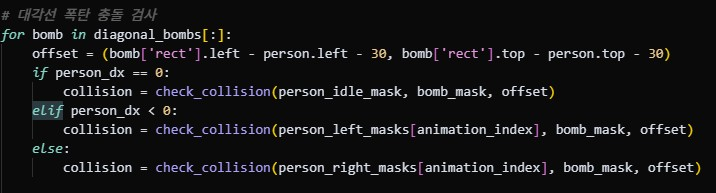 # 대각선 폭탄 충돌 검사
for bomb in diagonal_bombs[:]:
    offset = (bomb['rect'].left - person.left - 30, bomb['rect'].top - person.top - 30)
    if person_dx == 0:
        collision = check_collision(person_idle_mask, bomb_mask, offset)
    elif person_dx < 0:
        collision = check_collision(person_left_masks[animation_index], bomb_mask, offset)
    else:
        collision = check_collision(person_right_masks[animation_index], bomb_mask, offset)